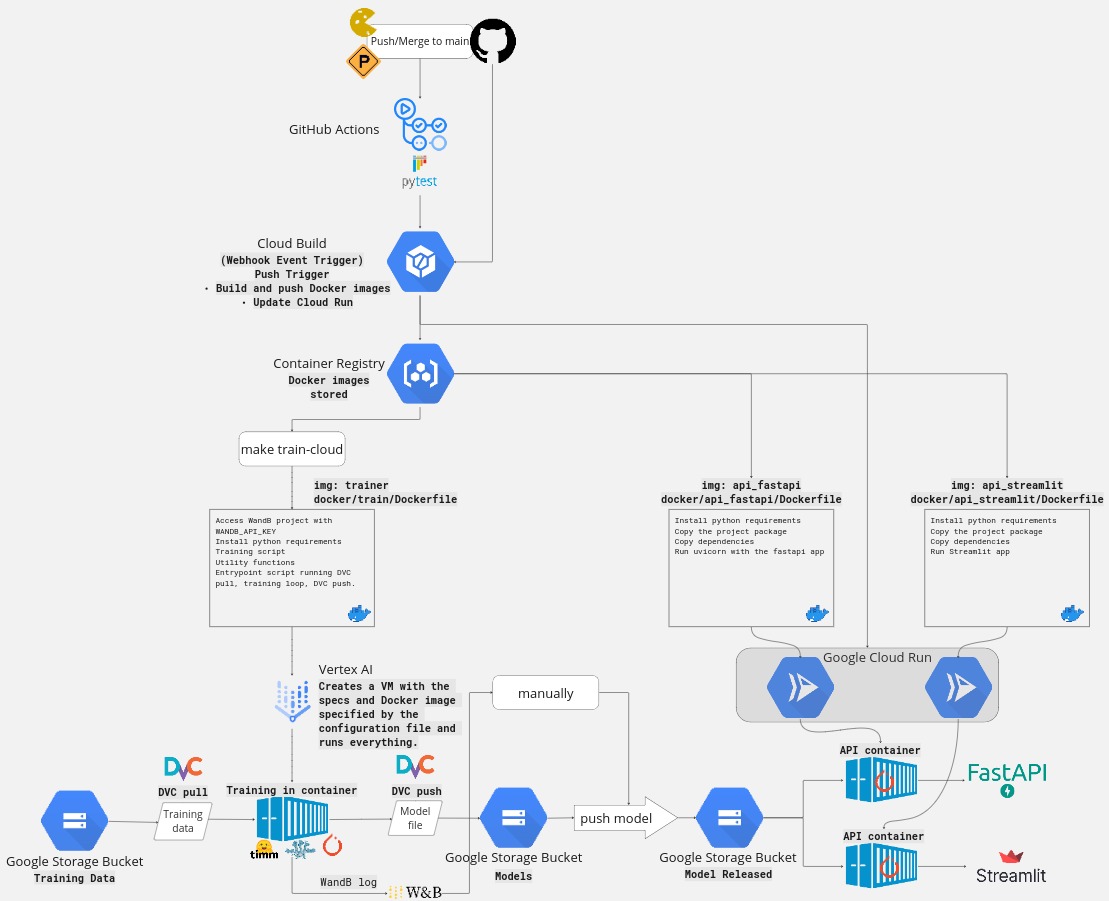 Push/Merge to main
P
GitHub Actions
pytest
Cloud Build
(Webhook Event Trigger)
Push Trigger
· Build and push Docker images
· Update Cloud Run
Container Registry
Docker images
stored
make train-cloud
img: trainer
docker/train/Dockerfile
Access WandB project with
WANDB_API_KEY
Install python requirements
Training script
Utility functions
Entrypoint script running DVC
pull, training loop, DVC push.
img: api_fastapi
docker/api_fastapi/Dockerfile
Install python requirements
Copy the project package
Copy dependencies
Run uvicorn with the fastapi app
img: api_streamlit
docker/api_streamlit/Dockerfile
Install python requirements
Copy the project package
Copy dependencies
Run Streamlit app
Google Cloud Run
Vertex AI
Creates a VM with the
specs and Docker image
specified by the
configuration file and
runs everything.
manually
DVC
DVC pull
Training
data
Training in container
timm
DVC
DVC push
Model
file
push model
Google Storage Bucket
Training Data
Google Storage Bucket
Models
Google Storage Bucket
Model Released
WandB log
W&B
API container
FastAPI
API container
Streamlit